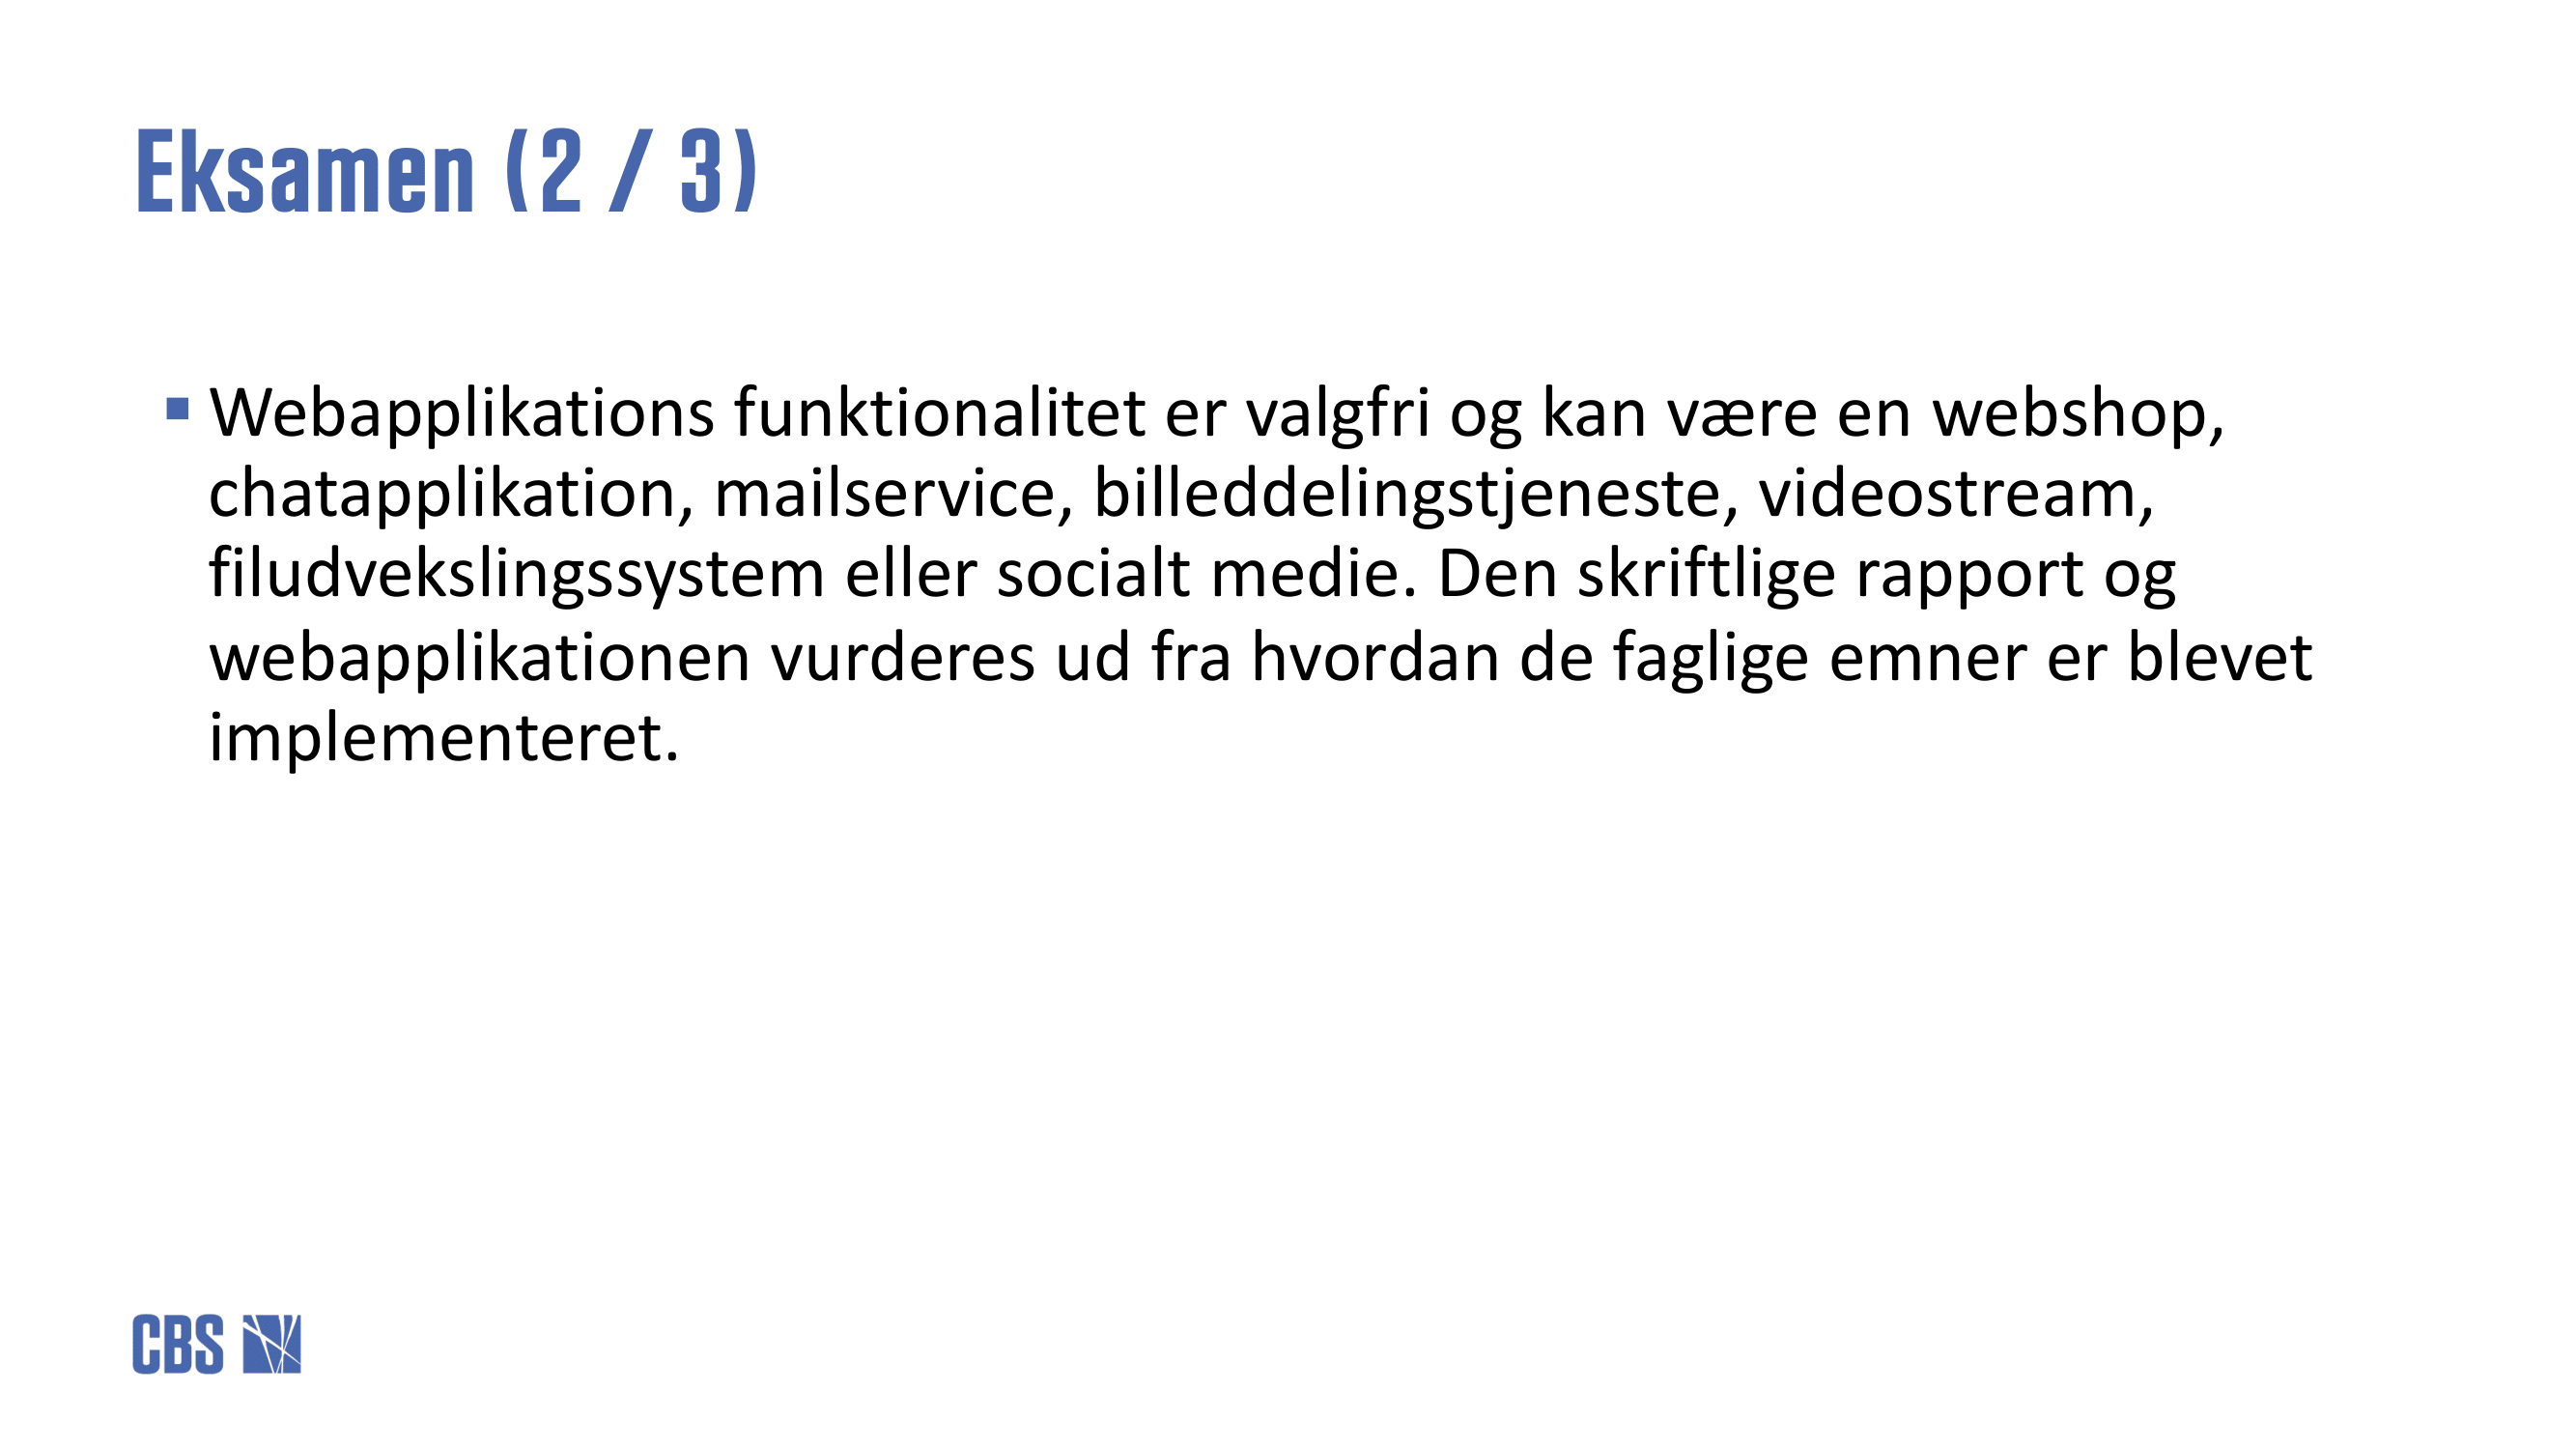 Eksamen (2 / 3)
▪ Webapplikations funktionalitet er valgfri og kan være en webshop,
chatapplikation, mailservice, billeddelingstjeneste, videostream,
filudvekslingssystem eller socialt medie. Den skriftlige rapport og
webapplikationen vurderes ud fra hvordan de faglige emner er blevet
implementeret.
CBS